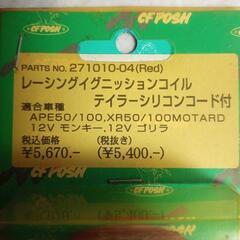 CF POSH
PARTS NO. 271010-04(Red)
レーシングイグニッションコイル
テイラーシリコンコード付
適合車種
APE50/100.XR50/100MOTARD
12V モンキー.12V ゴリラ
税込価格 (税抜き)
¥5,670- (¥5,400-)
CF POSH